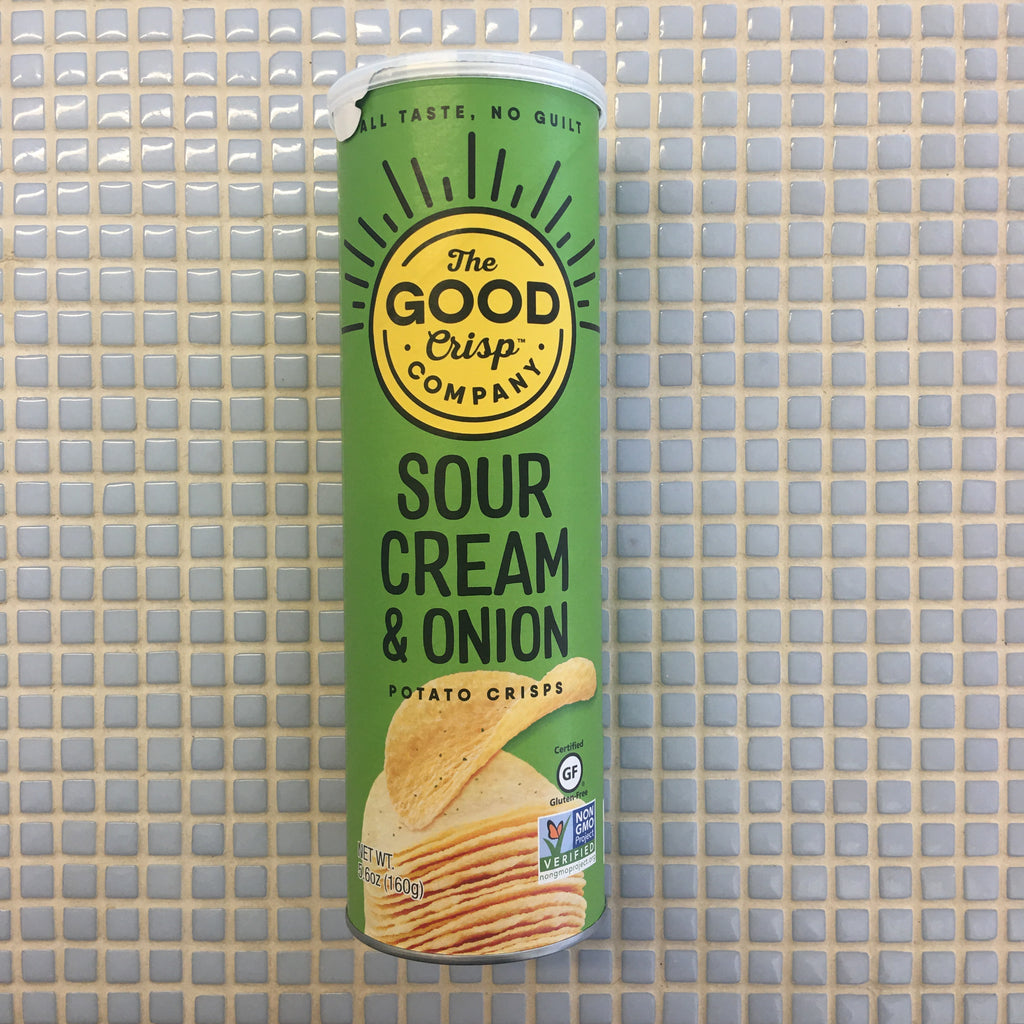 ALL TASTE, NO GUILT
The
GOOD
Crisp™
COMPANY
SOUR
CREAM
& ONION
POTATO CRISPS
Certified
GF
Gluten-Free
NON
GMO
Project
VERIFIED
nongmoproject.org
NET WT.
5.6oz (160g)